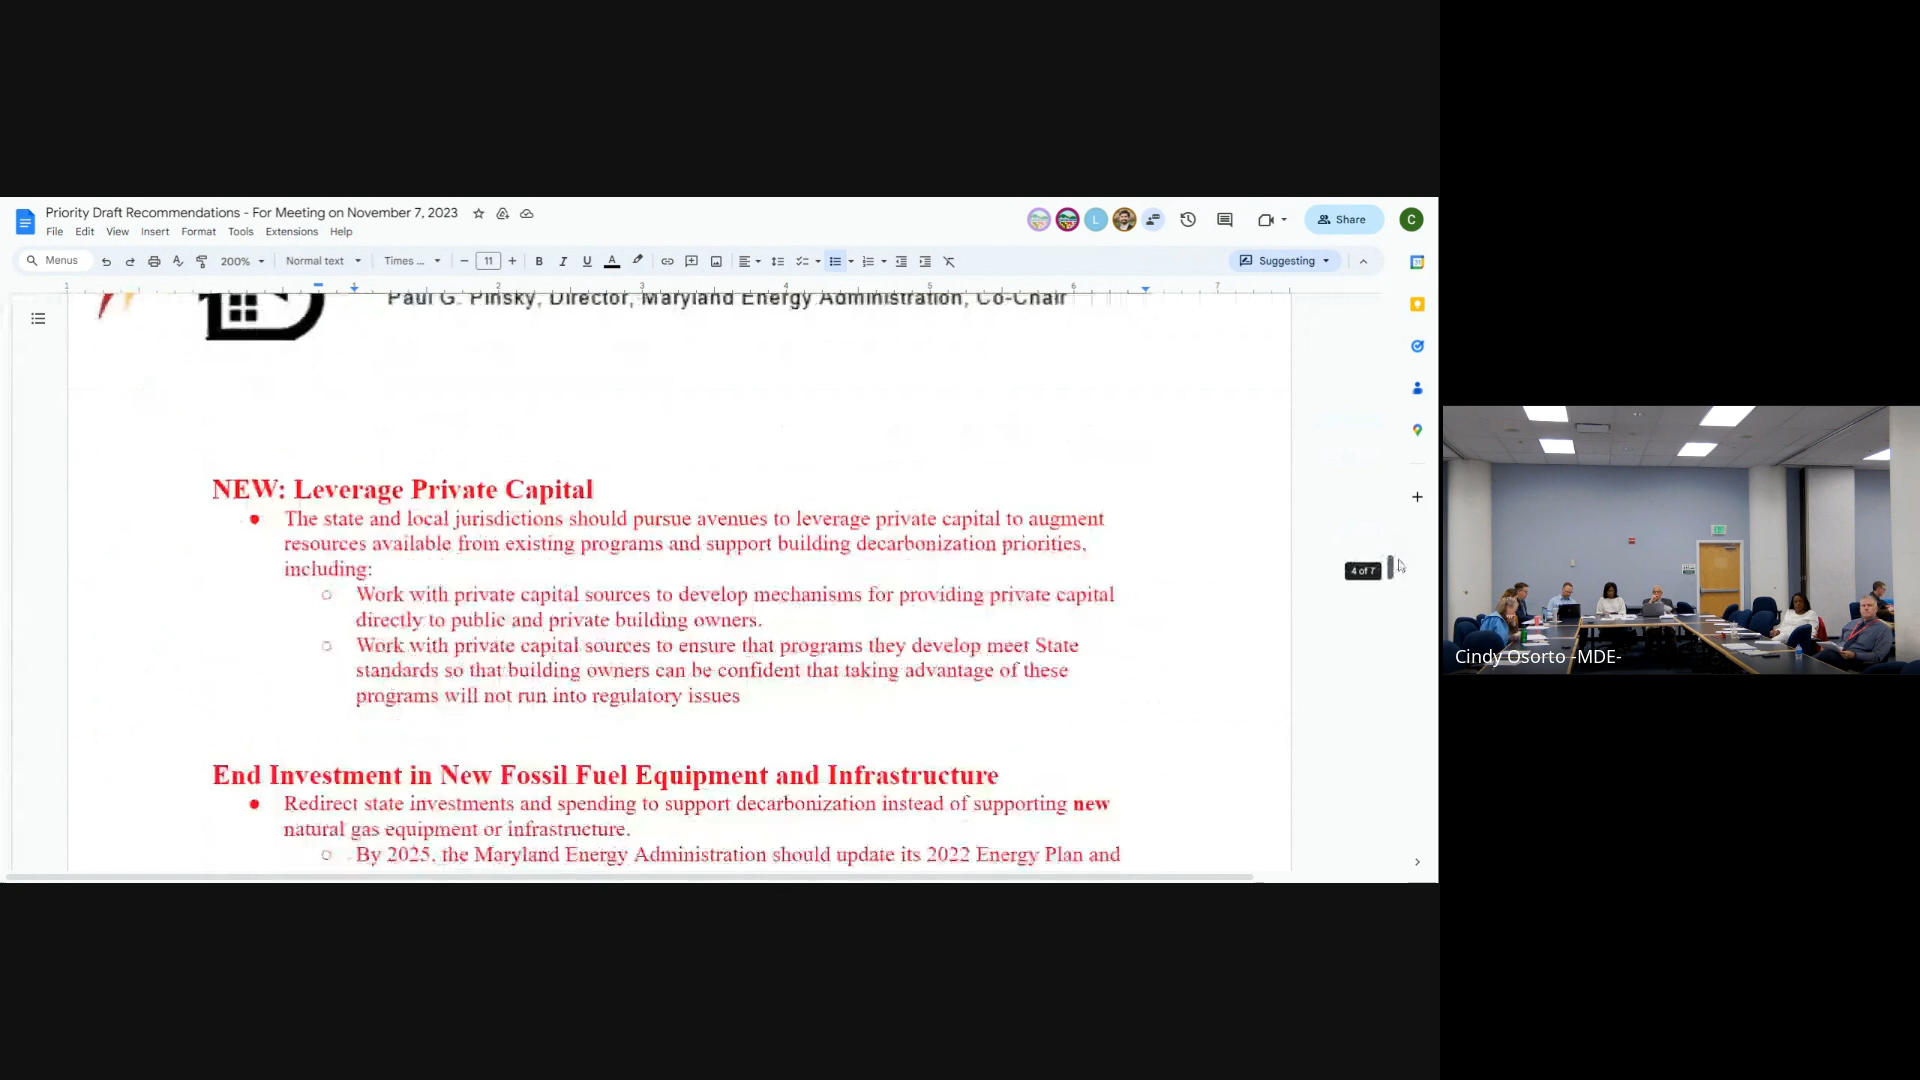 Priority Draft Recommendations - For Meeting on November 7, 2023
File Edit View Insert Format Tools Extensions Help
Share
C
L
Menus
200%
Normal text
Times ...
11
Suggesting
1 1 2 3 4 5 6 7
Paul G. Pinsky, Director, Maryland Energy Administration, Co-Chair
NEW: Leverage Private Capital
The state and local jurisdictions should pursue avenues to leverage private capital to augment
resources available from existing programs and support building decarbonization priorities,
including:
Work with private capital sources to develop mechanisms for providing private capital
directly to public and private building owners.
Work with private capital sources to ensure that programs they develop meet State
standards so that building owners can be confident that taking advantage of these
programs will not run into regulatory issues
End Investment in New Fossil Fuel Equipment and Infrastructure
Redirect state investments and spending to support decarbonization instead of supporting new
natural gas equipment or infrastructure.
By 2025, the Maryland Energy Administration should update its 2022 Energy Plan and
4 of 7
Cindy Osorto -MDE-